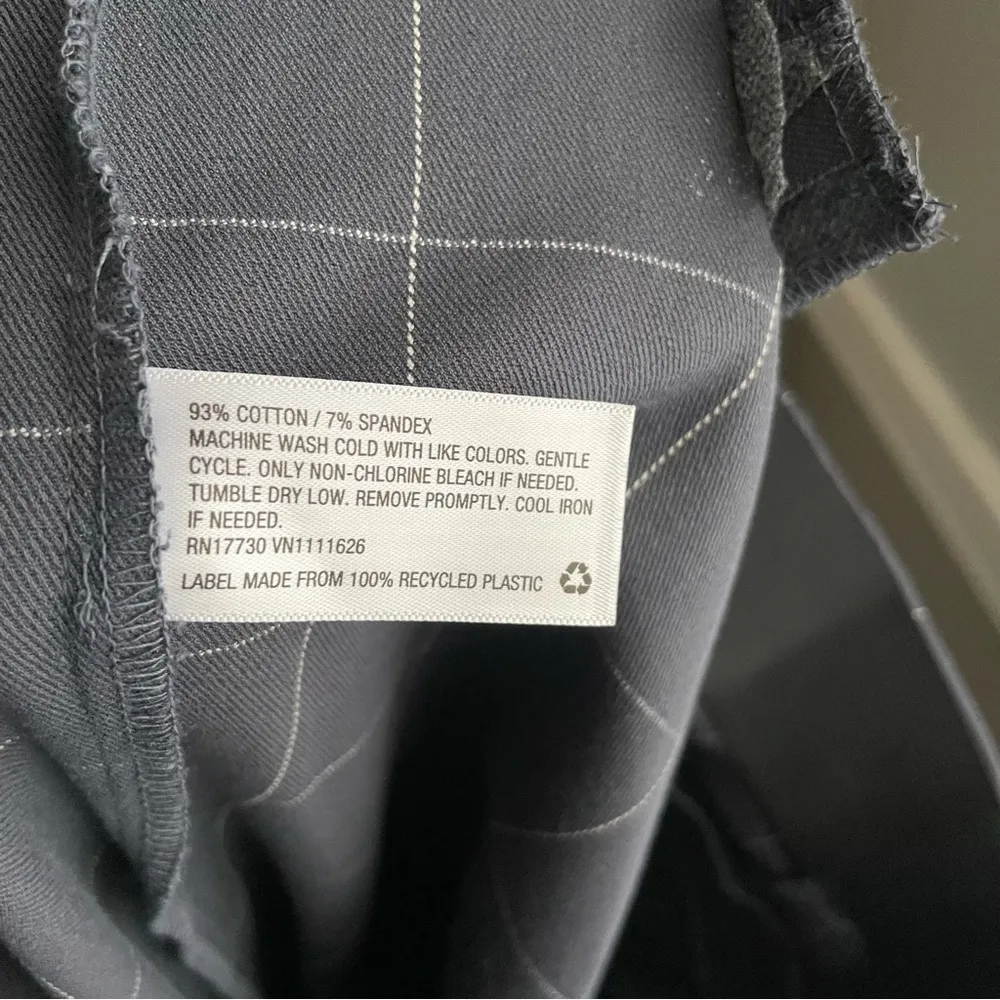 93% COTTON / 7% SPANDEX
MACHINE WASH COLD WITH LIKE COLORS. GENTLE
CYCLE. ONLY NON-CHLORINE BLEACH IF NEEDED.
TUMBLE DRY LOW. REMOVE PROMPTLY. COOL IRON
IF NEEDED.
RN17730 VN1111626
LABEL MADE FROM 100% RECYCLED PLASTIC